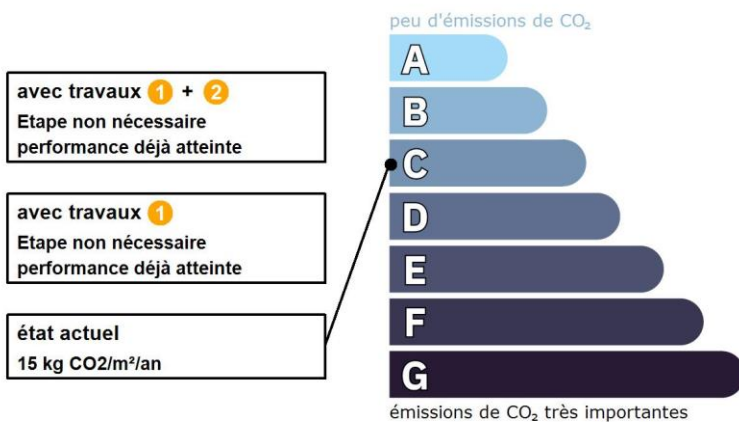 peu d'émissions de CO₂
A
B
C
D
E
F
G
émissions de CO₂ très importantes
avec travaux 1 + 2
Etape non nécessaire
performance déjà atteinte
avec travaux 1
Etape non nécessaire
performance déjà atteinte
état actuel
15 kg CO2/m²/an